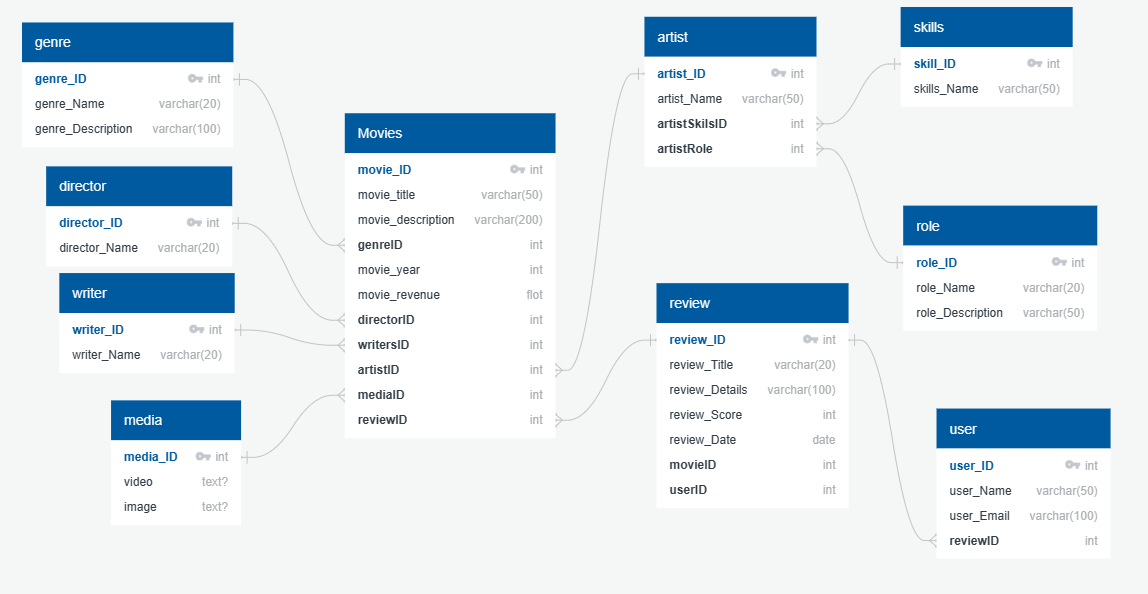 genre
genre_ID int
genre_Name varchar(20)
genre_Description varchar(100)
director
director_ID int
director_Name varchar(20)
writer
writer_ID int
writer_Name varchar(20)
media
media_ID int
video text?
image text?
Movies
movie_ID int
movie_title varchar(50)
movie_description varchar(200)
genreID int
movie_year int
movie_revenue flot
directorID int
writersID int
artistID int
mediaID int
reviewID int
artist
artist_ID int
artist_Name varchar(50)
artistSkilsID int
artistRole int
review
review_ID int
review_Title varchar(20)
review_Details varchar(100)
review_Score int
review_Date date
movieID int
userID int
skills
skill_ID int
skills_Name varchar(50)
role
role_ID int
role_Name varchar(20)
role_Description varchar(50)
user
user_ID int
user_Name varchar(50)
user_Email varchar(100)
reviewID int